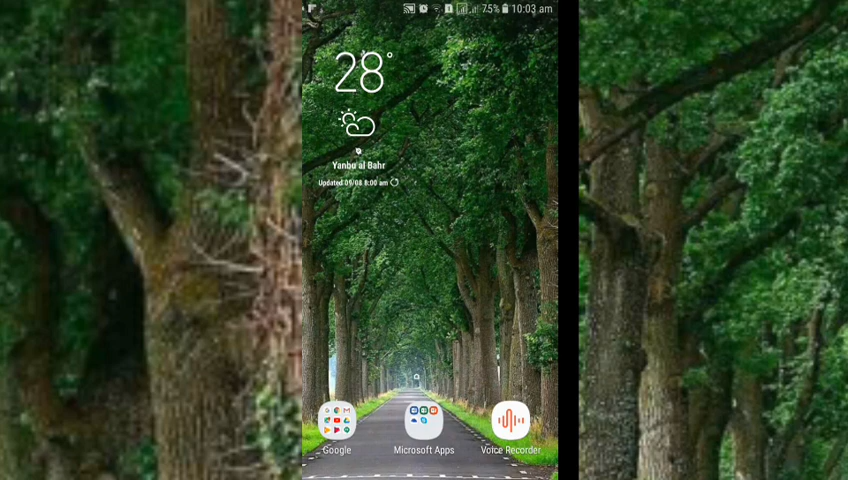 75% 10:03 am
28°
Yanbu al Bahr
Updated 09/08 8:00 am
Google
Microsoft Apps
Voice Recorder